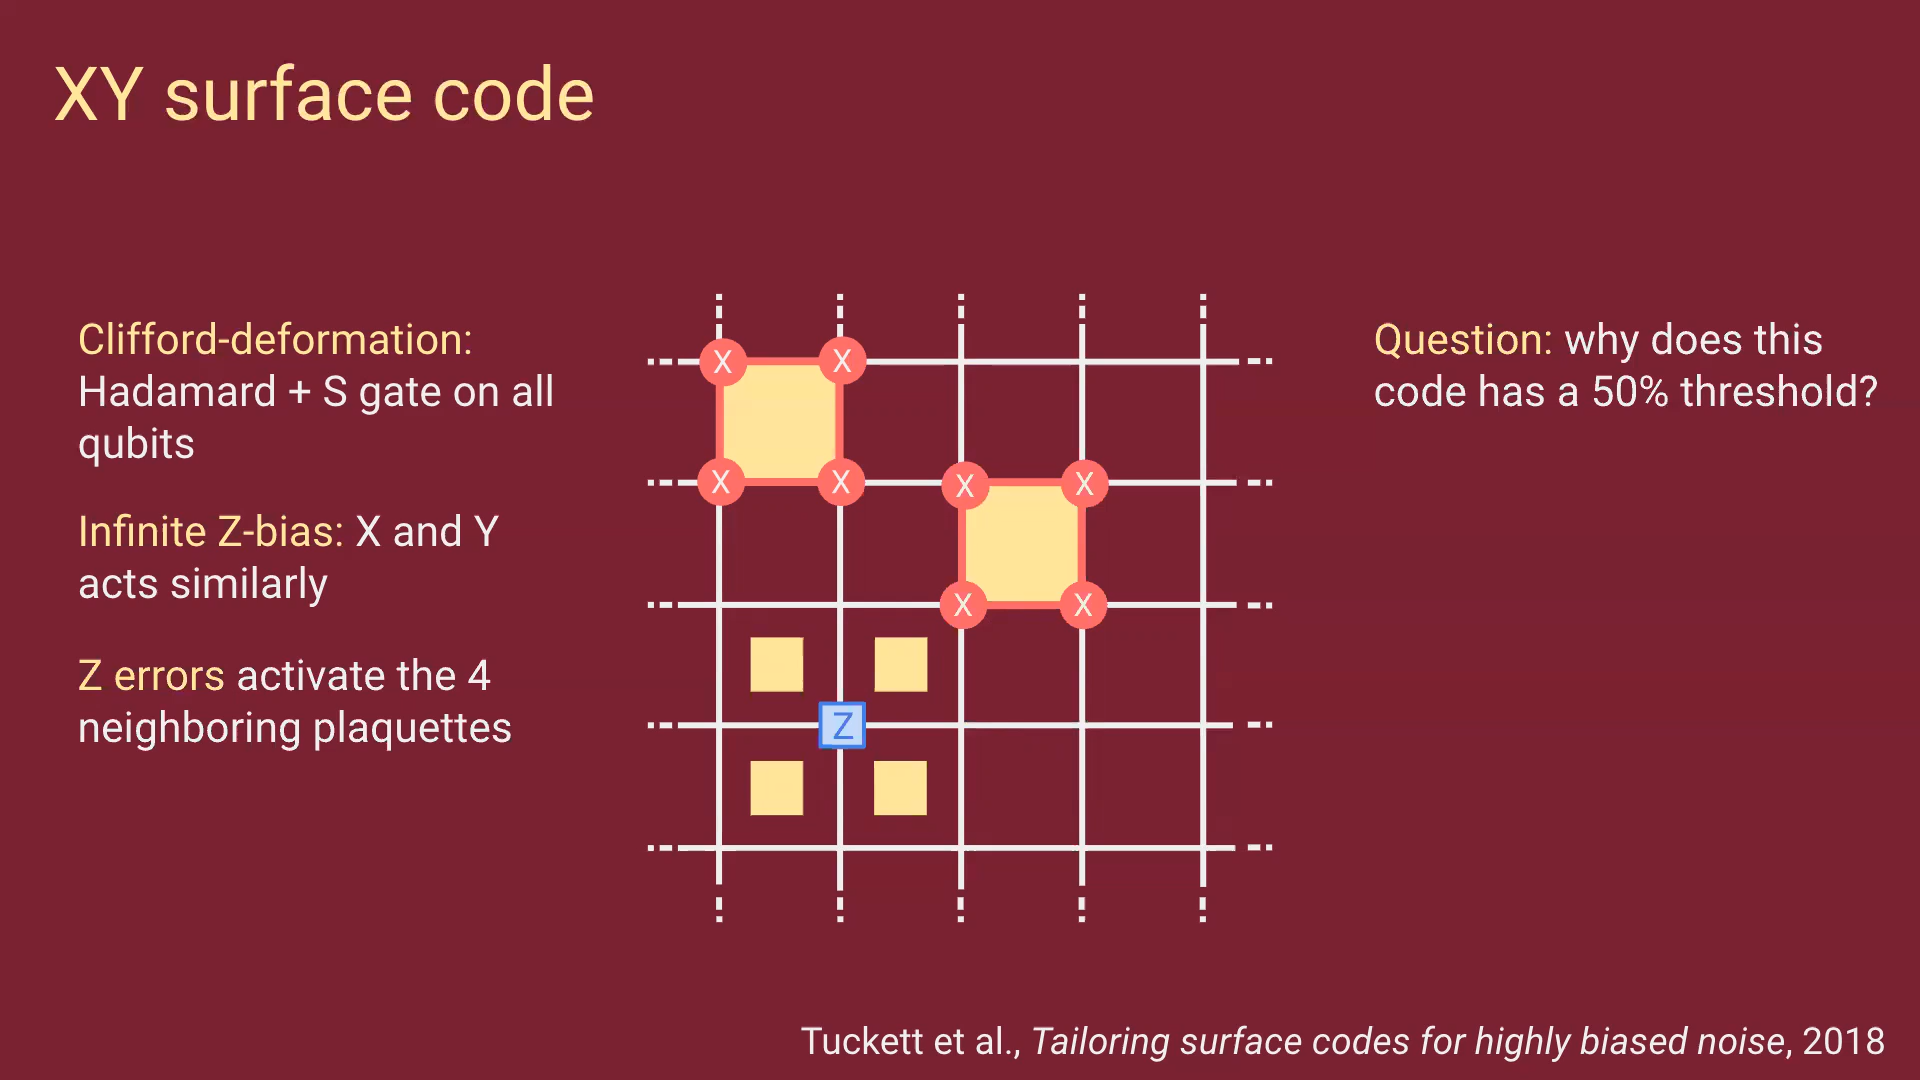 XY surface code
Clifford-deformation:
Hadamard + S gate on all
qubits
Infinite Z-bias: X and Y
acts similarly
Z errors activate the 4
neighboring plaquettes
X X
X X
X X
X X
Z
Question: why does this
code has a 50% threshold?
Tuckett et al., Tailoring surface codes for highly biased noise, 2018